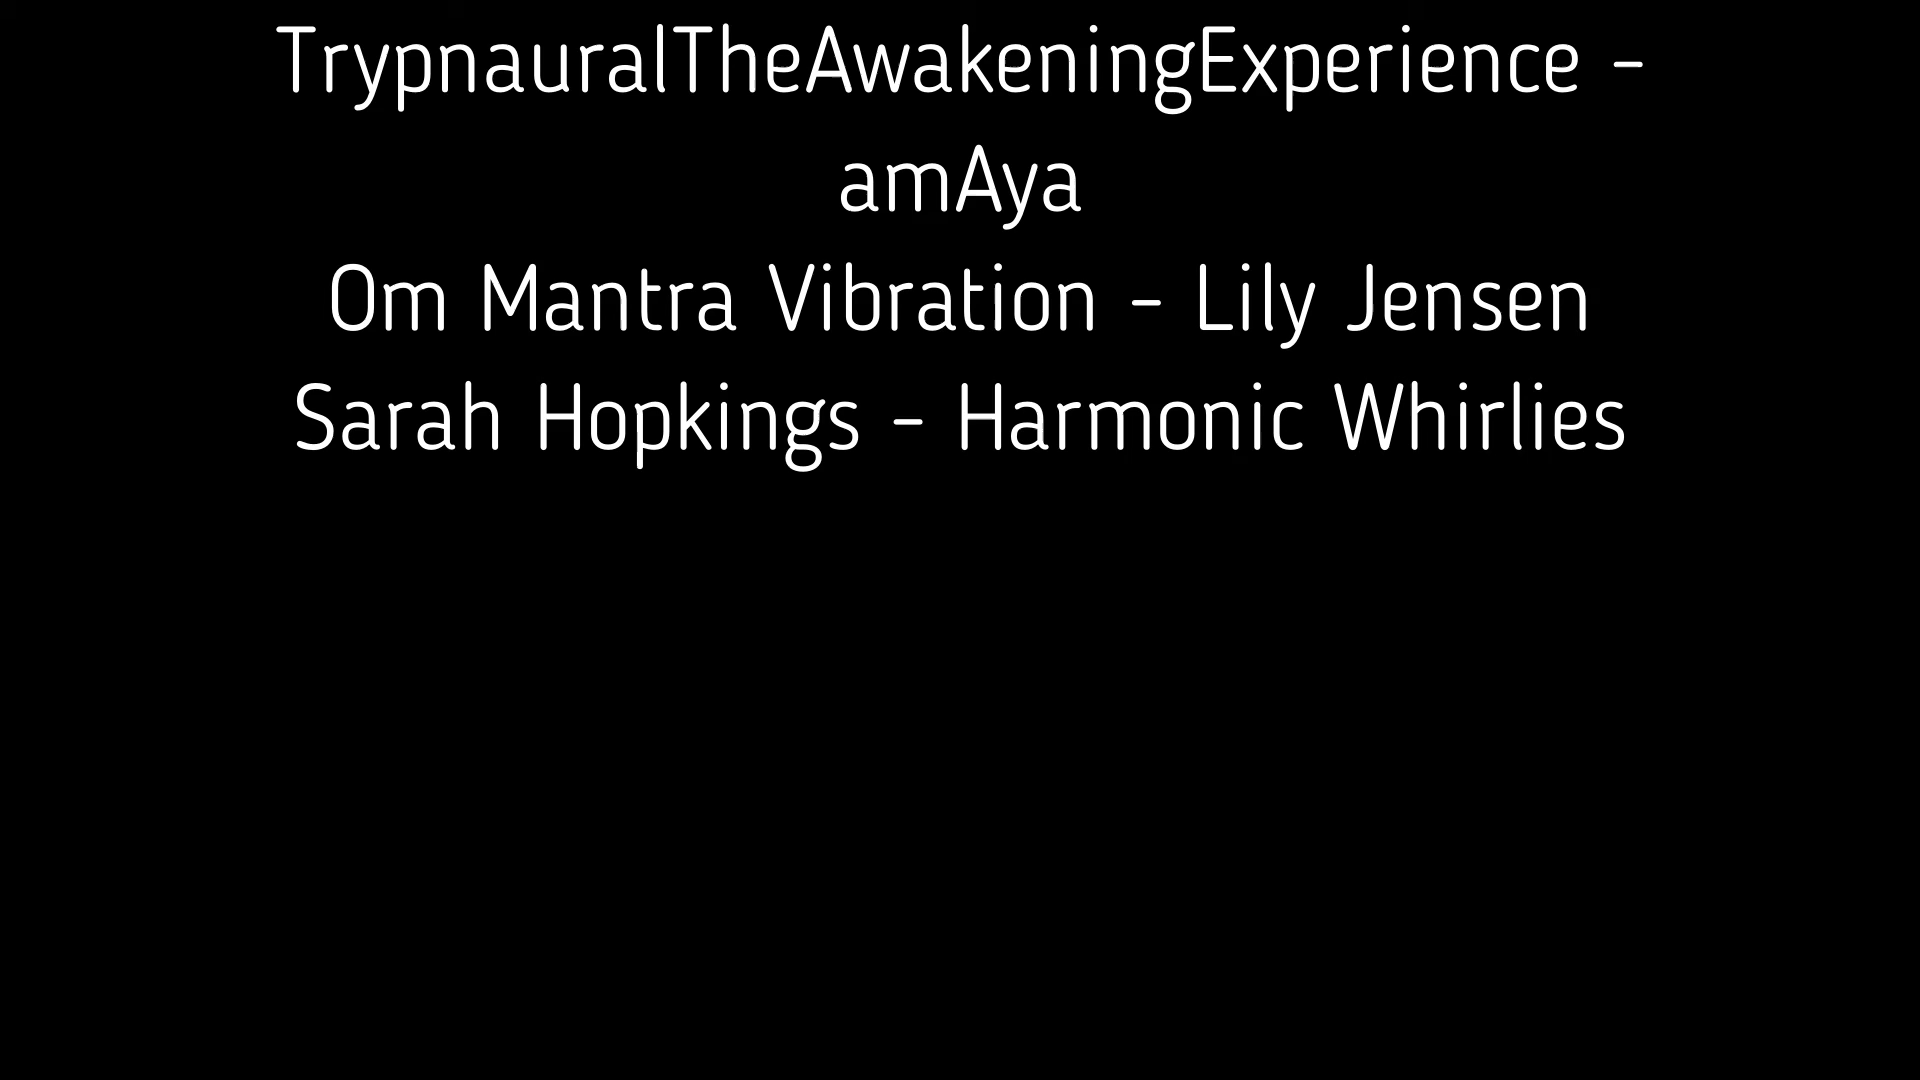 TrypnauralTheAwakeningExperience -
amAya
Om Mantra Vibration - Lily Jensen
Sarah Hopkings - Harmonic Whirlies